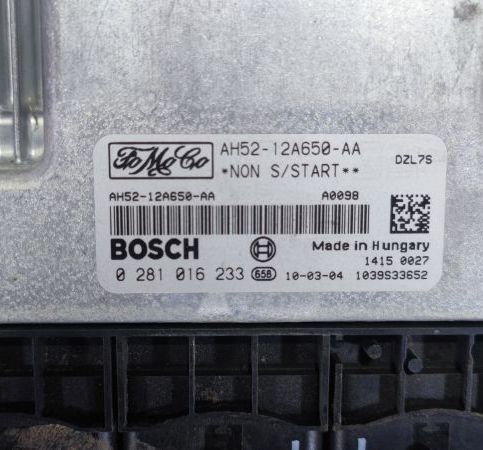 FoMoCo AH52-12A650-AA DZL7S
*NON S/START**
AH52-12A650-AA A0098
BOSCH Made in Hungary
1415 0027
0 281 016 233 658 10-03-04 1039S33652